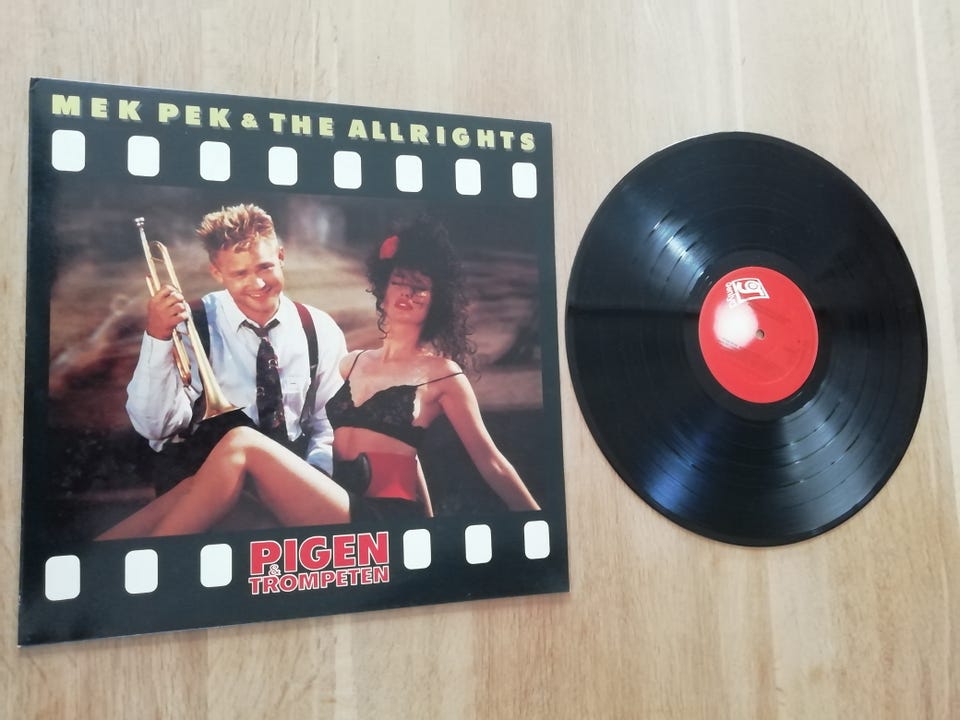 MEK PEK & THE ALLRIGHTS
PIGEN
&
TROMPETEN